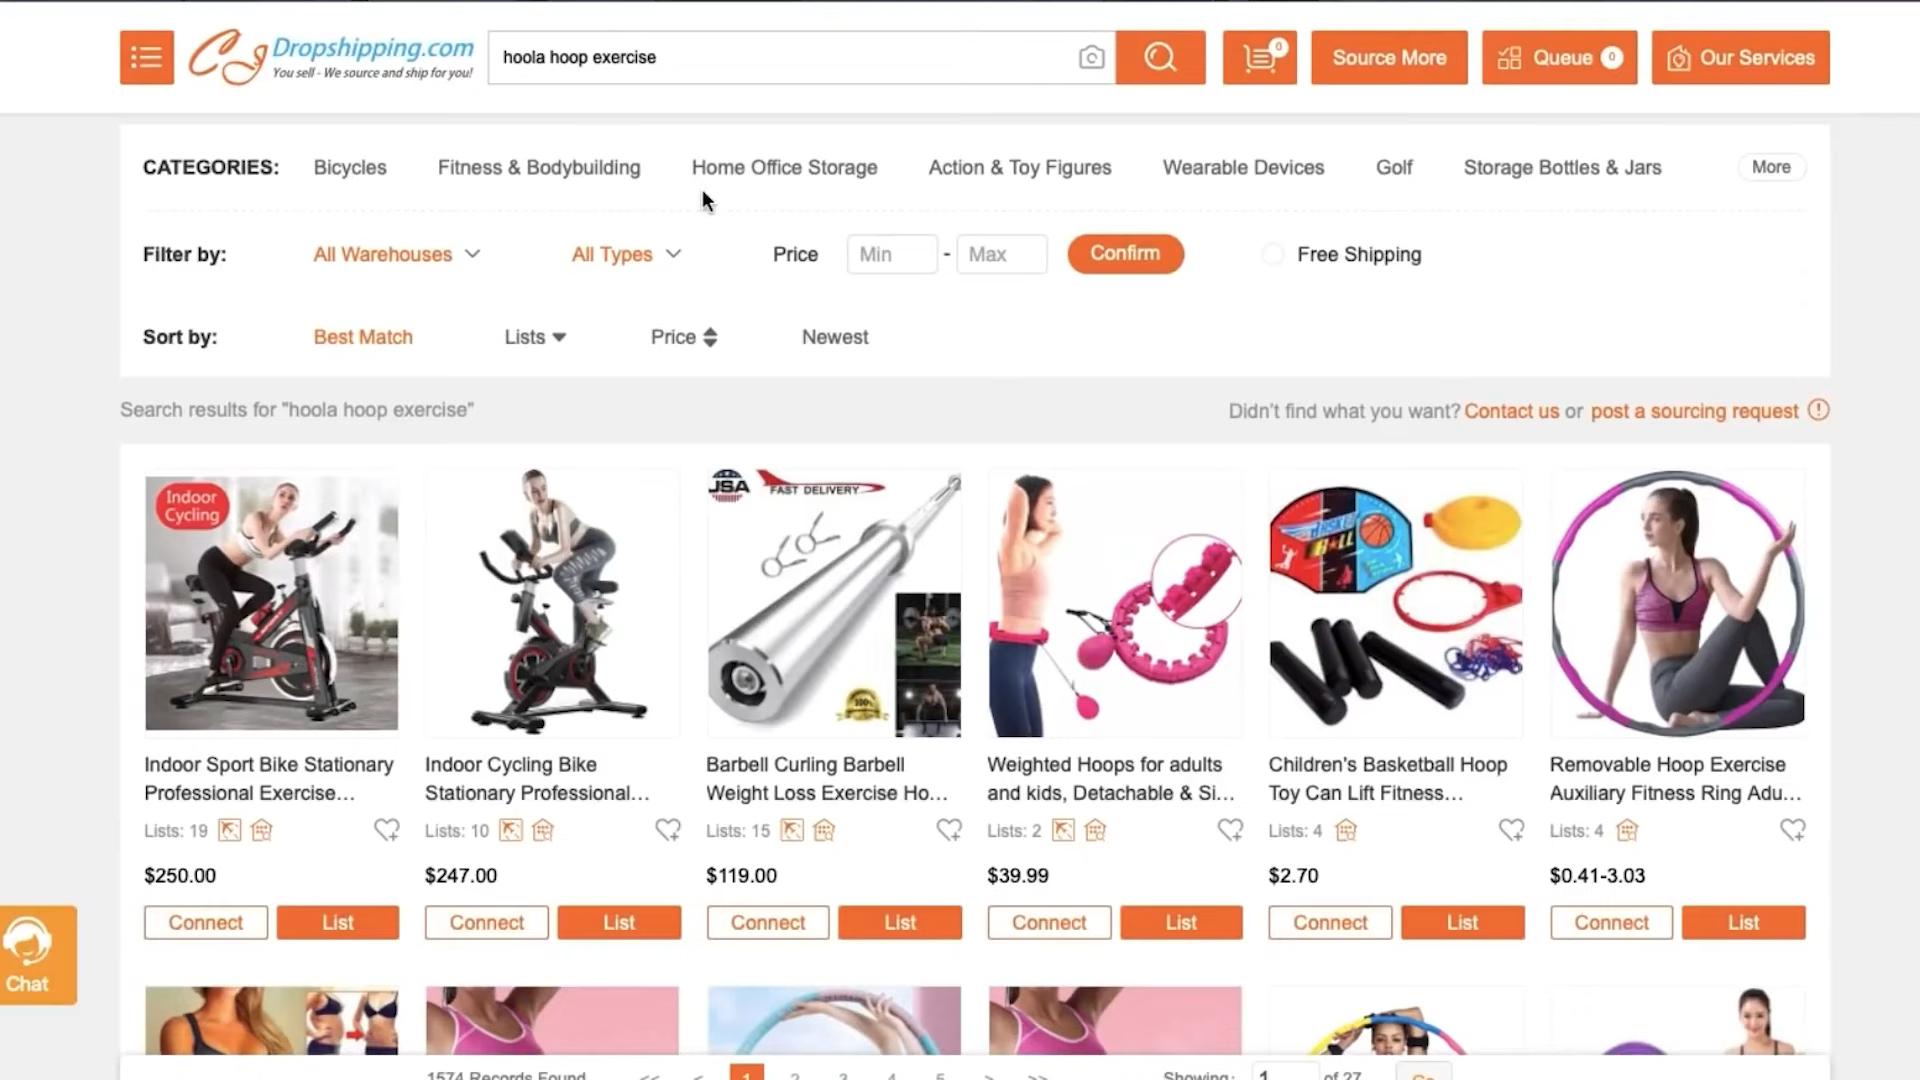 CJ Dropshipping.com
You sell - We source and ship for you!
hoola hoop exercise
0
Source More
Queue 0
Our Services
CATEGORIES: Bicycles Fitness & Bodybuilding Home Office Storage Action & Toy Figures Wearable Devices Golf Storage Bottles & Jars More
Filter by: All Warehouses All Types Price Min - Max Confirm Free Shipping
Sort by: Best Match Lists Price Newest
Search results for "hoola hoop exercise"
Didn't find what you want? Contact us or post a sourcing request
Indoor
Cycling
FAST DELIVERY
100%
Indoor Sport Bike Stationary
Professional Exercise...
Lists: 19
$250.00
Connect List
Indoor Cycling Bike
Stationary Professional...
Lists: 10
$247.00
Connect List
Barbell Curling Barbell
Weight Loss Exercise Ho...
Lists: 15
$119.00
Connect List
Weighted Hoops for adults
and kids, Detachable & Si...
Lists: 2
$39.99
Connect List
Children's Basketball Hoop
Toy Can Lift Fitness...
Lists: 4
$2.70
Connect List
Removable Hoop Exercise
Auxiliary Fitness Ring Adu...
Lists: 4
$0.41-3.03
Connect List
Chat
1574 Records Found << < 1 2 3 4 5 > >> Showing: 1 of 27 Go